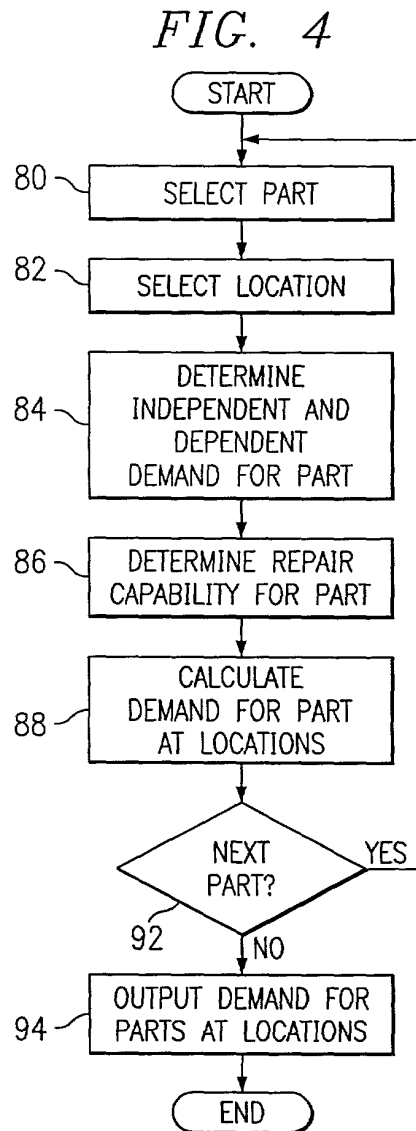 FIG. 4
START
80
SELECT PART
82
SELECT LOCATION
84
DETERMINE
INDEPENDENT AND
DEPENDENT
DEMAND FOR PART
86
DETERMINE REPAIR
CAPABILITY FOR PART
88
CALCULATE
DEMAND FOR PART
AT LOCATIONS
NEXT
PART?
YES
92
NO
94
OUTPUT DEMAND FOR
PARTS AT LOCATIONS
END